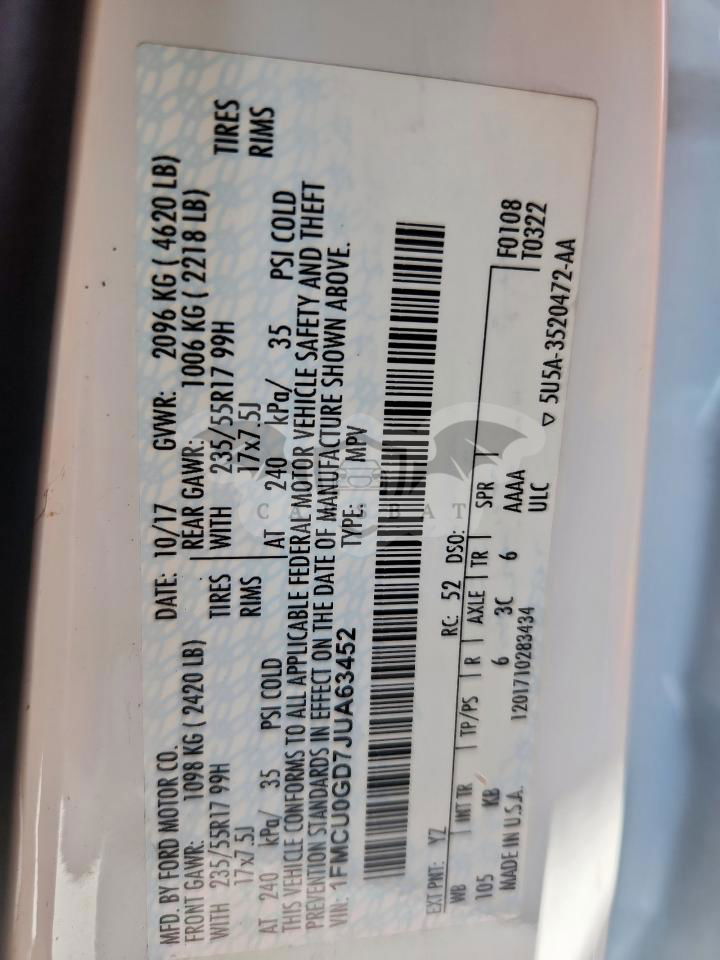 MFD. BY FORD MOTOR CO. DATE: 10/17 GVWR: 2096 KG ( 4620 LB)
FRONT GAWR: 1098 KG ( 2420 LB) REAR GAWR: 1006 KG ( 2218 LB)
WITH 235/55R17 99H TIRES WITH 235/55R17 99H TIRES
17x7.5J RIMS 17x7.5J RIMS
AT 240 kPa/ 35 PSI COLD AT 240 kPa/ 35 PSI COLD
THIS VEHICLE CONFORMS TO ALL APPLICABLE FEDERAL MOTOR VEHICLE SAFETY AND THEFT
PREVENTION STANDARDS IN EFFECT ON THE DATE OF MANUFACTURE SHOWN ABOVE.
VIN: 1FMCU0GD7JUA63452 TYPE: MPV
EXT PNT: YZ RC: 52 DSO:
WB INT TR TP/PS R AXLE TR SPR F0108
105 KB 6 3C 6 AAAA T0322
MADE IN U.S.A. 1201710283434 ULC ▽ 5U5A-3520472-AA
CARSBAT